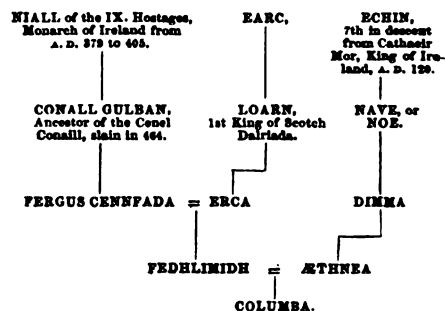 NIALL of the IX. Hostages,
Monarch of Ireland from
A. D. 379 to 405.
EARC,
ECHIN,
7th in descent
from Cathaeir
Mor, King of Ire-
land, A. D. 120.
CONALL GULBAN,
Ancestor of the Cenel
Conaill, slain in 464.
LOARN,
1st King of Scotch
Dalriada.
NAVE, or
NOE.
FERGUS CENNFADA = ERCA
DIMMA
FEDHLIMIDH = ÆTHNEA
COLUMBA.